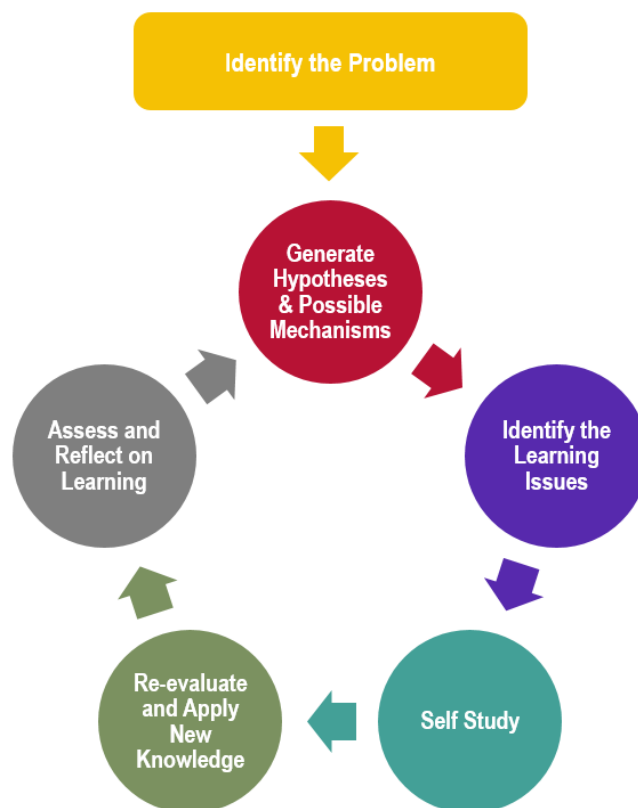 Identify the Problem
Generate
Hypotheses
& Possible
Mechanisms
Identify the
Learning
Issues
Self Study
Re-evaluate
and Apply
New
Knowledge
Assess and
Reflect on
Learning